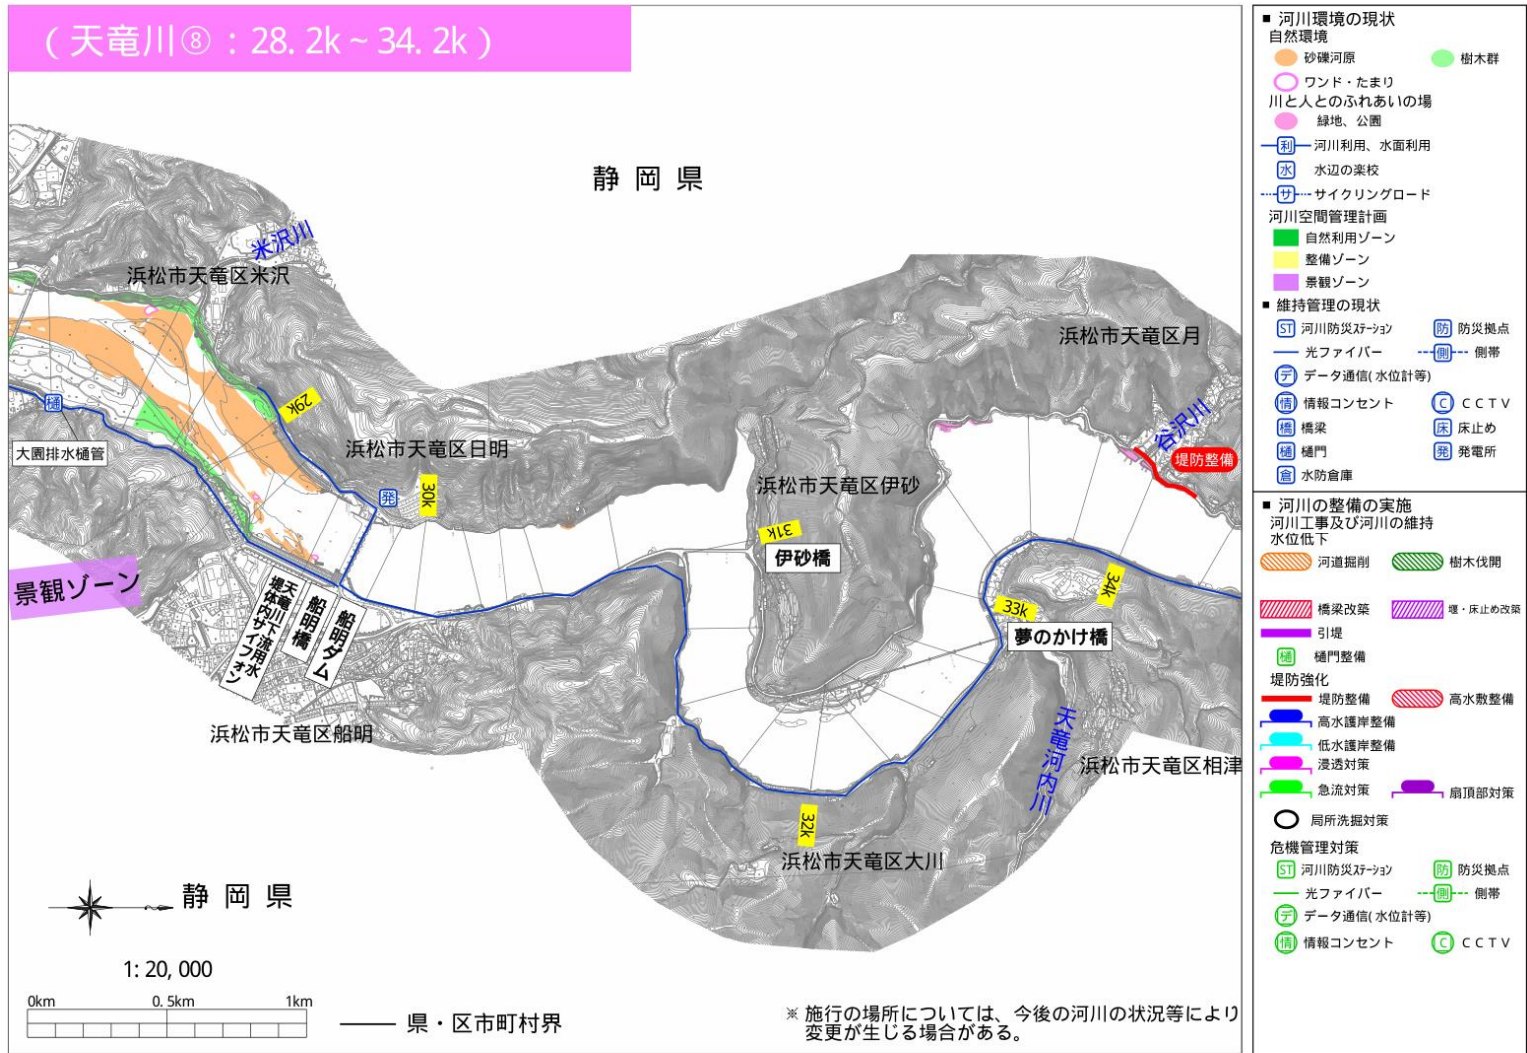 （天竜川⑧：28.2k～34.2k）
静岡県
米沢川
浜松市天竜区米沢
浜松市天竜区月
29k
樋
大園排水樋管
浜松市天竜区日明
発
30k
谷沢川
堤防整備
浜松市天竜区伊砂
31k
伊砂橋
34k
33k
夢のかけ橋
景観ゾーン
天竜川下流用水
堤体内サイフォン
船明橋
船明ダム
浜松市天竜区船明
天竜河内川
浜松市天竜区相津
32k
浜松市天竜区大川
静岡県
1:20,000
0km 0.5km 1km
県・区市町村界
※ 施行の場所については、今後の河川の状況等により
変更が生じる場合がある。
■ 河川環境の現状
自然環境
砂礫河原 樹木群
ワンド・たまり
川と人とのふれあいの場
緑地、公園
利 河川利用、水面利用
水 水辺の楽校
サ サイクリングロード
河川空間管理計画
自然利用ゾーン
整備ゾーン
景観ゾーン
■ 維持管理の現状
ST 河川防災ステーション 防 防災拠点
光ファイバー 側 側帯
デ データ通信(水位計等)
情 情報コンセント C CCTV
橋 橋梁 床 床止め
樋 樋門 発 発電所
倉 水防倉庫
■ 河川の整備の実施
河川工事及び河川の維持
水位低下
河道掘削 樹木伐開
橋梁改築 堰・床止め改築
引堤
樋 樋門整備
堤防強化
堤防整備 高水敷整備
高水護岸整備
低水護岸整備
浸透対策
急流対策 扇頂部対策
局所洗掘対策
危機管理対策
ST 河川防災ステーション 防 防災拠点
光ファイバー 側 側帯
デ データ通信(水位計等)
情 情報コンセント C CCTV